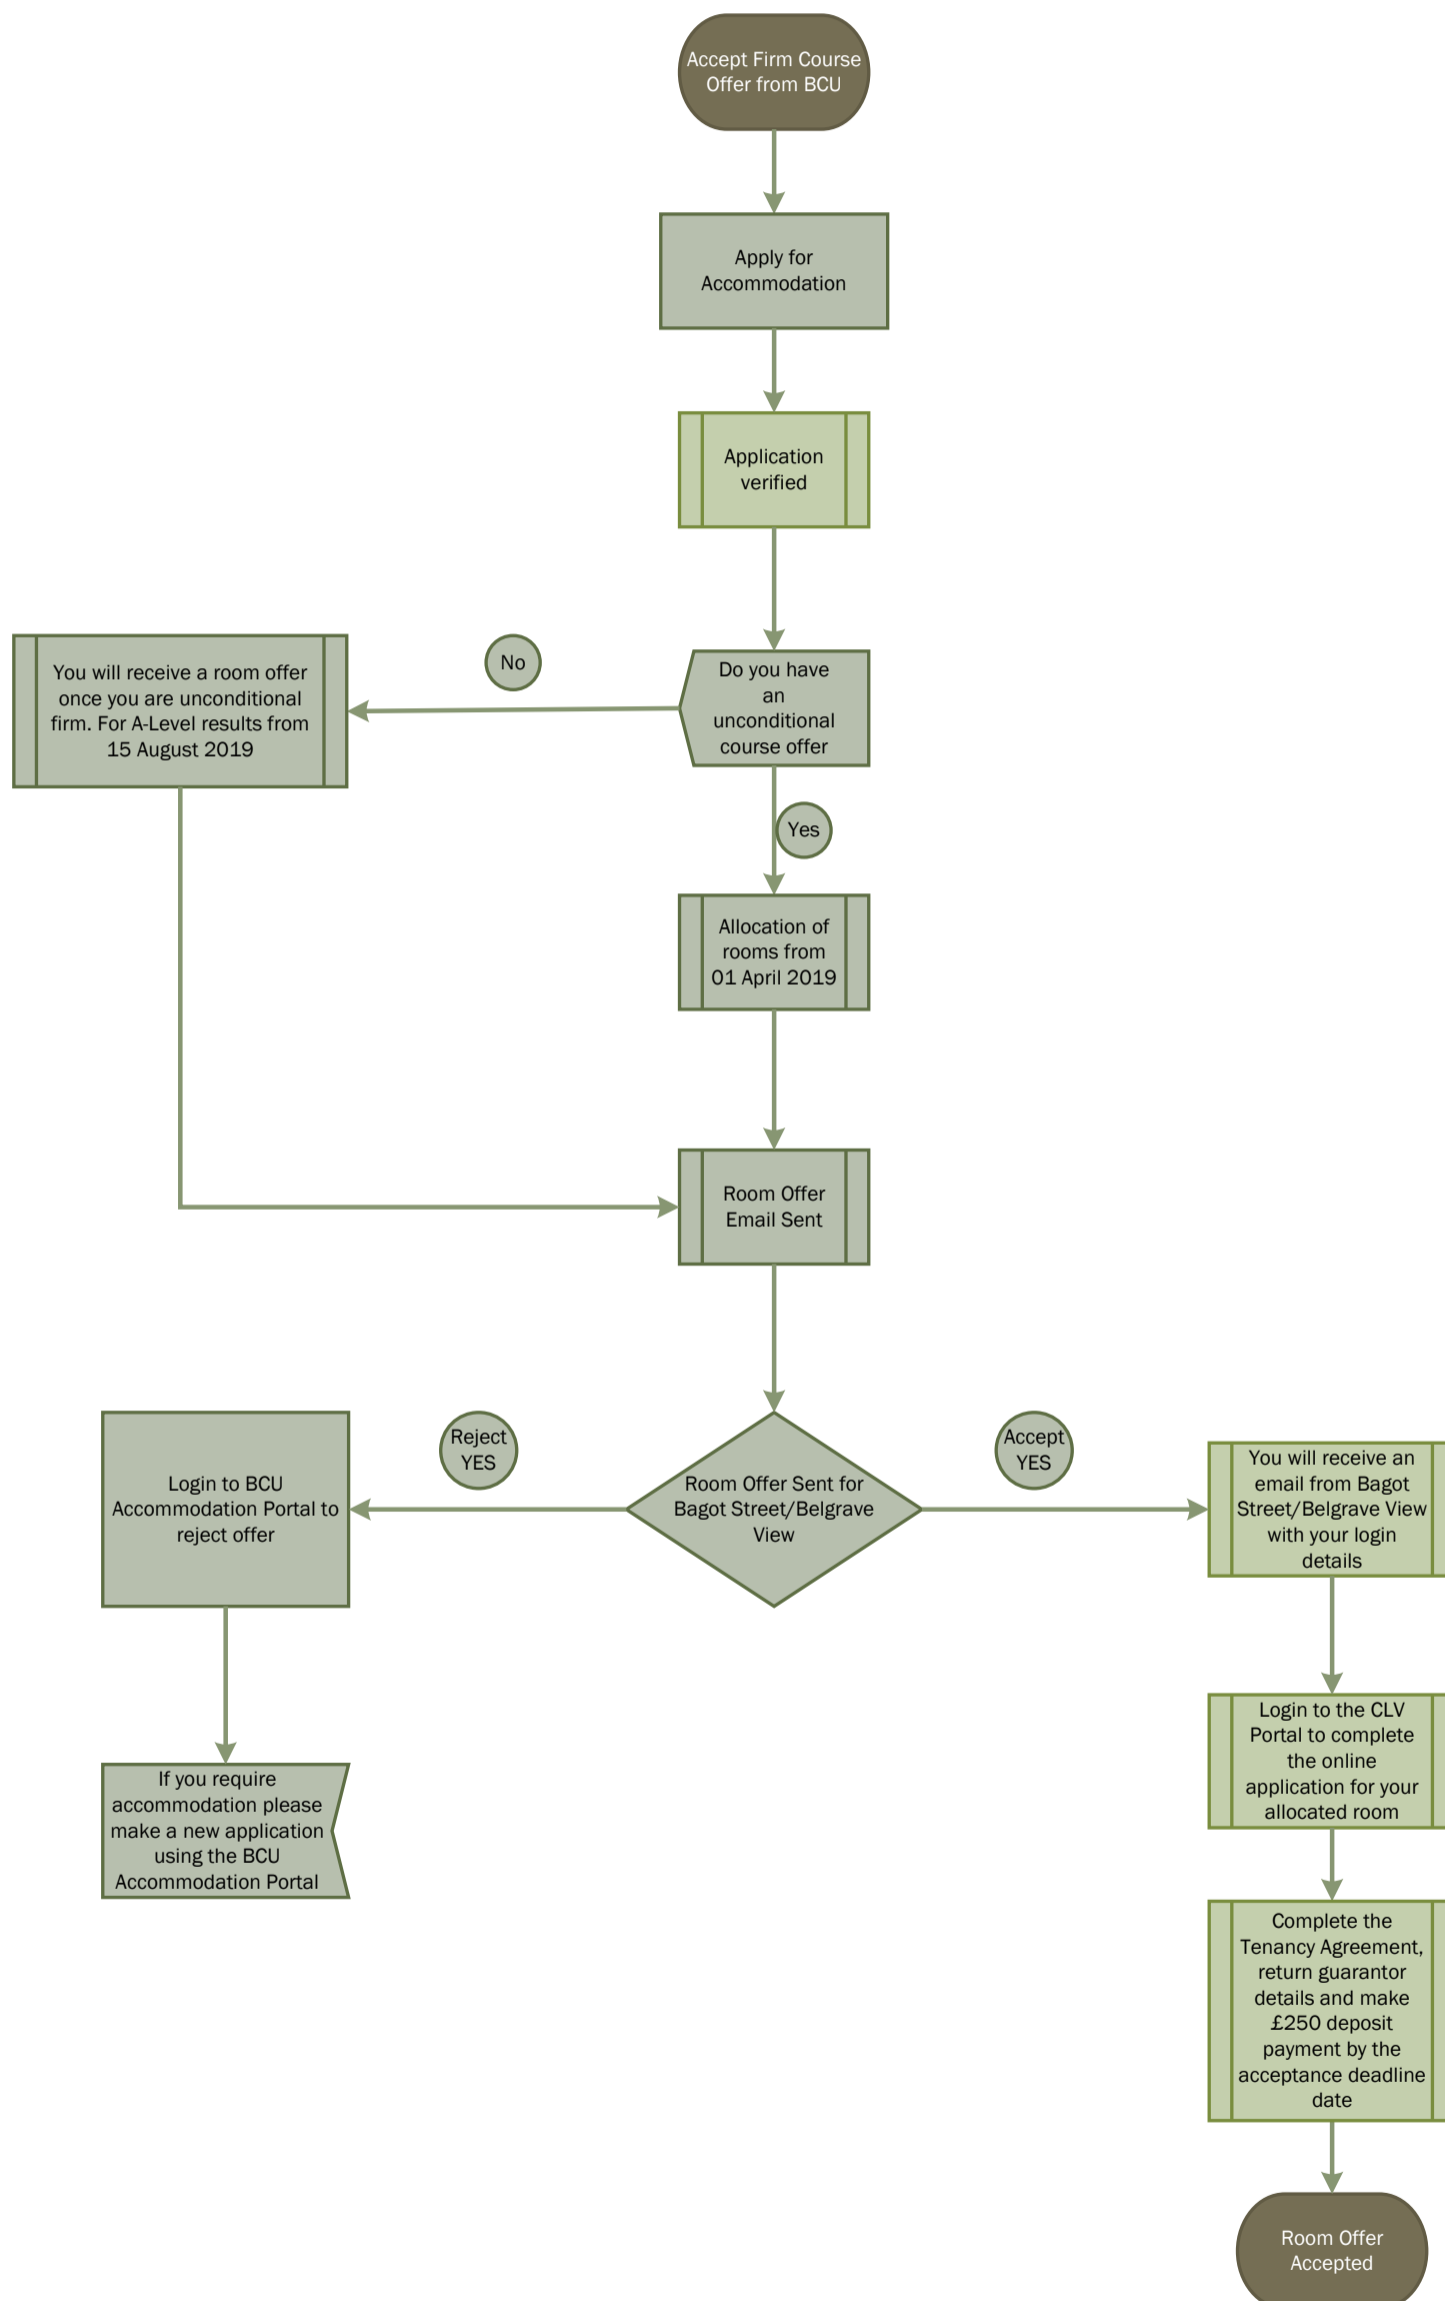 Accept Firm Course
Offer from BCU
Apply for
Accommodation
Application
verified
No
You will receive a room offer
once you are unconditional
firm. For A-Level results from
15 August 2019
Do you have
an
unconditional
course offer
Yes
Allocation of
rooms from
01 April 2019
Room Offer
Email Sent
Reject
YES
Accept
YES
Login to BCU
Accommodation Portal to
reject offer
Room Offer Sent for
Bagot Street/Belgrave
View
You will receive an
email from Bagot
Street/Belgrave View
with your login
details
If you require
accommodation please
make a new application
using the BCU
Accommodation Portal
Login to the CLV
Portal to complete
the online
application for your
allocated room
Complete the
Tenancy Agreement,
return guarantor
details and make
£250 deposit
payment by the
acceptance deadline
date
Room Offer
Accepted